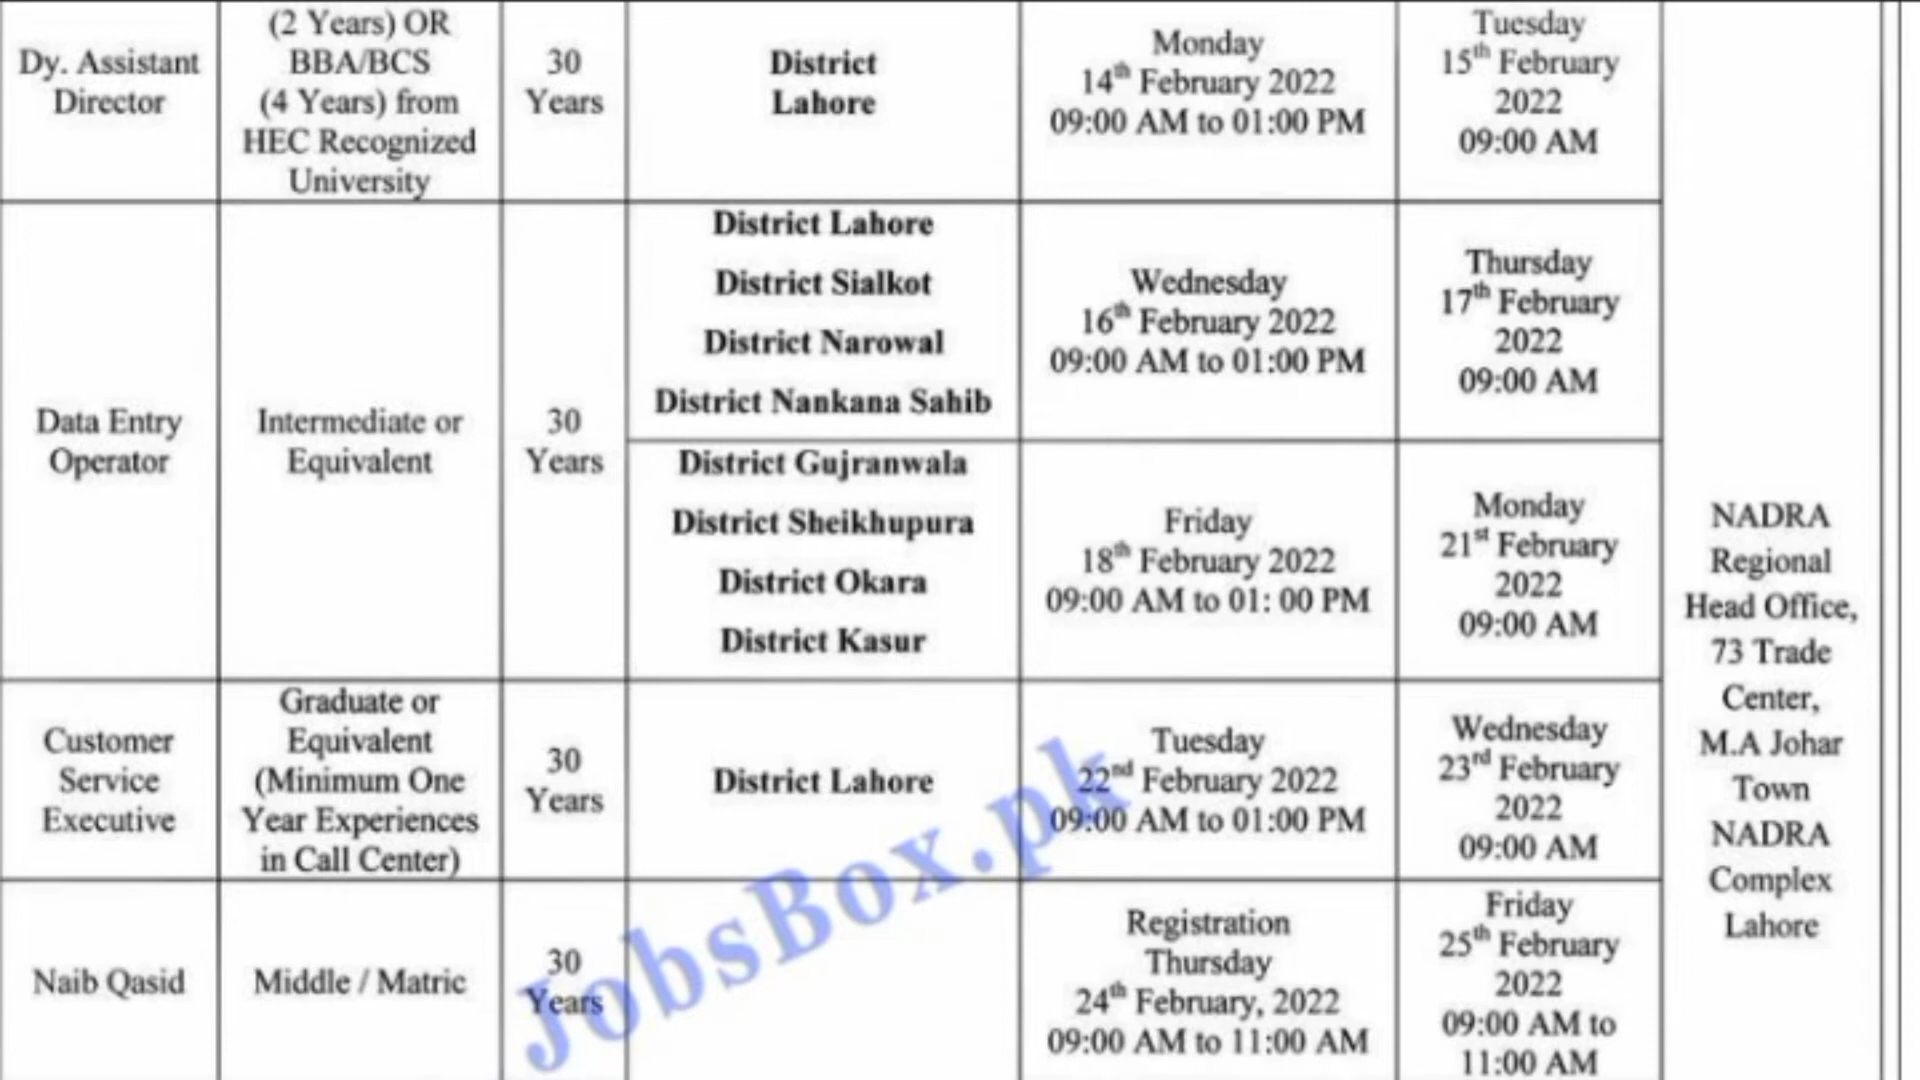 Dy. Assistant
Director
(2 Years) OR
BBA/BCS
(4 Years) from
HEC Recognized
University
30
Years
District
Lahore
Monday
14th February 2022
09:00 AM to 01:00 PM
Tuesday
15th February
2022
09:00 AM
Data Entry
Operator
Intermediate or
Equivalent
30
Years
District Lahore
District Sialkot
District Narowal
District Nankana Sahib
Wednesday
16th February 2022
09:00 AM to 01:00 PM
Thursday
17th February
2022
09:00 AM
District Gujranwala
District Sheikhupura
District Okara
District Kasur
Friday
18th February 2022
09:00 AM to 01: 00 PM
Monday
21st February
2022
09:00 AM
Customer
Service
Executive
Graduate or
Equivalent
(Minimum One
Year Experiences
in Call Center)
30
Years
District Lahore
Tuesday
22nd February 2022
09:00 AM to 01:00 PM
Wednesday
23rd February
2022
09:00 AM
Naib Qasid
Middle / Matric
30
Years
Registration
Thursday
24th February, 2022
09:00 AM to 11:00 AM
Friday
25th February
2022
09:00 AM to
11:00 AM
NADRA
Regional
Head Office,
73 Trade
Center,
M.A Johar
Town
NADRA
Complex
Lahore
JobsBox.pk